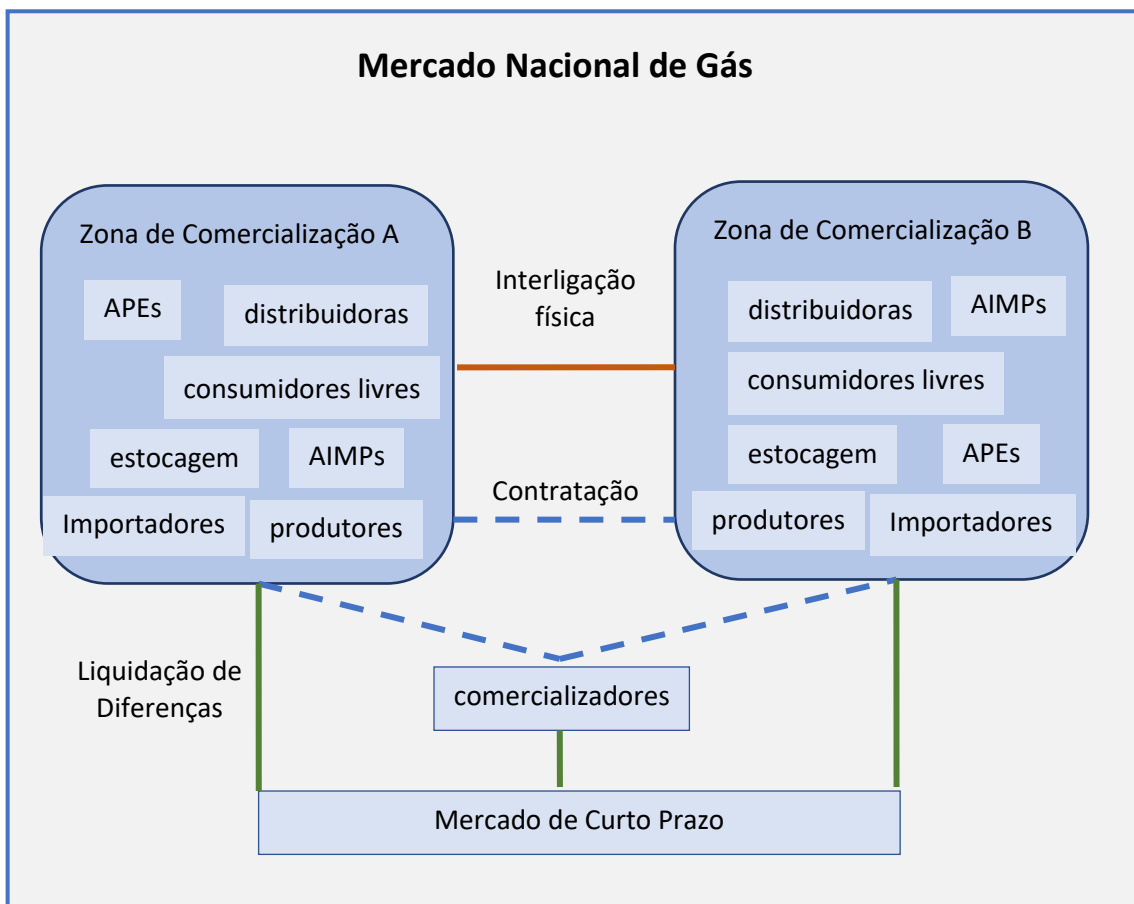 Mercado Nacional de Gás
Zona de Comercialização A
APEs
distribuidoras
consumidores livres
estocagem
AIMPs
Importadores
produtores
Interligação
física
Contratação
Zona de Comercialização B
distribuidoras
AIMPs
consumidores livres
estocagem
APEs
produtores
Importadores
Liquidação de
Diferenças
comercializadores
Mercado de Curto Prazo